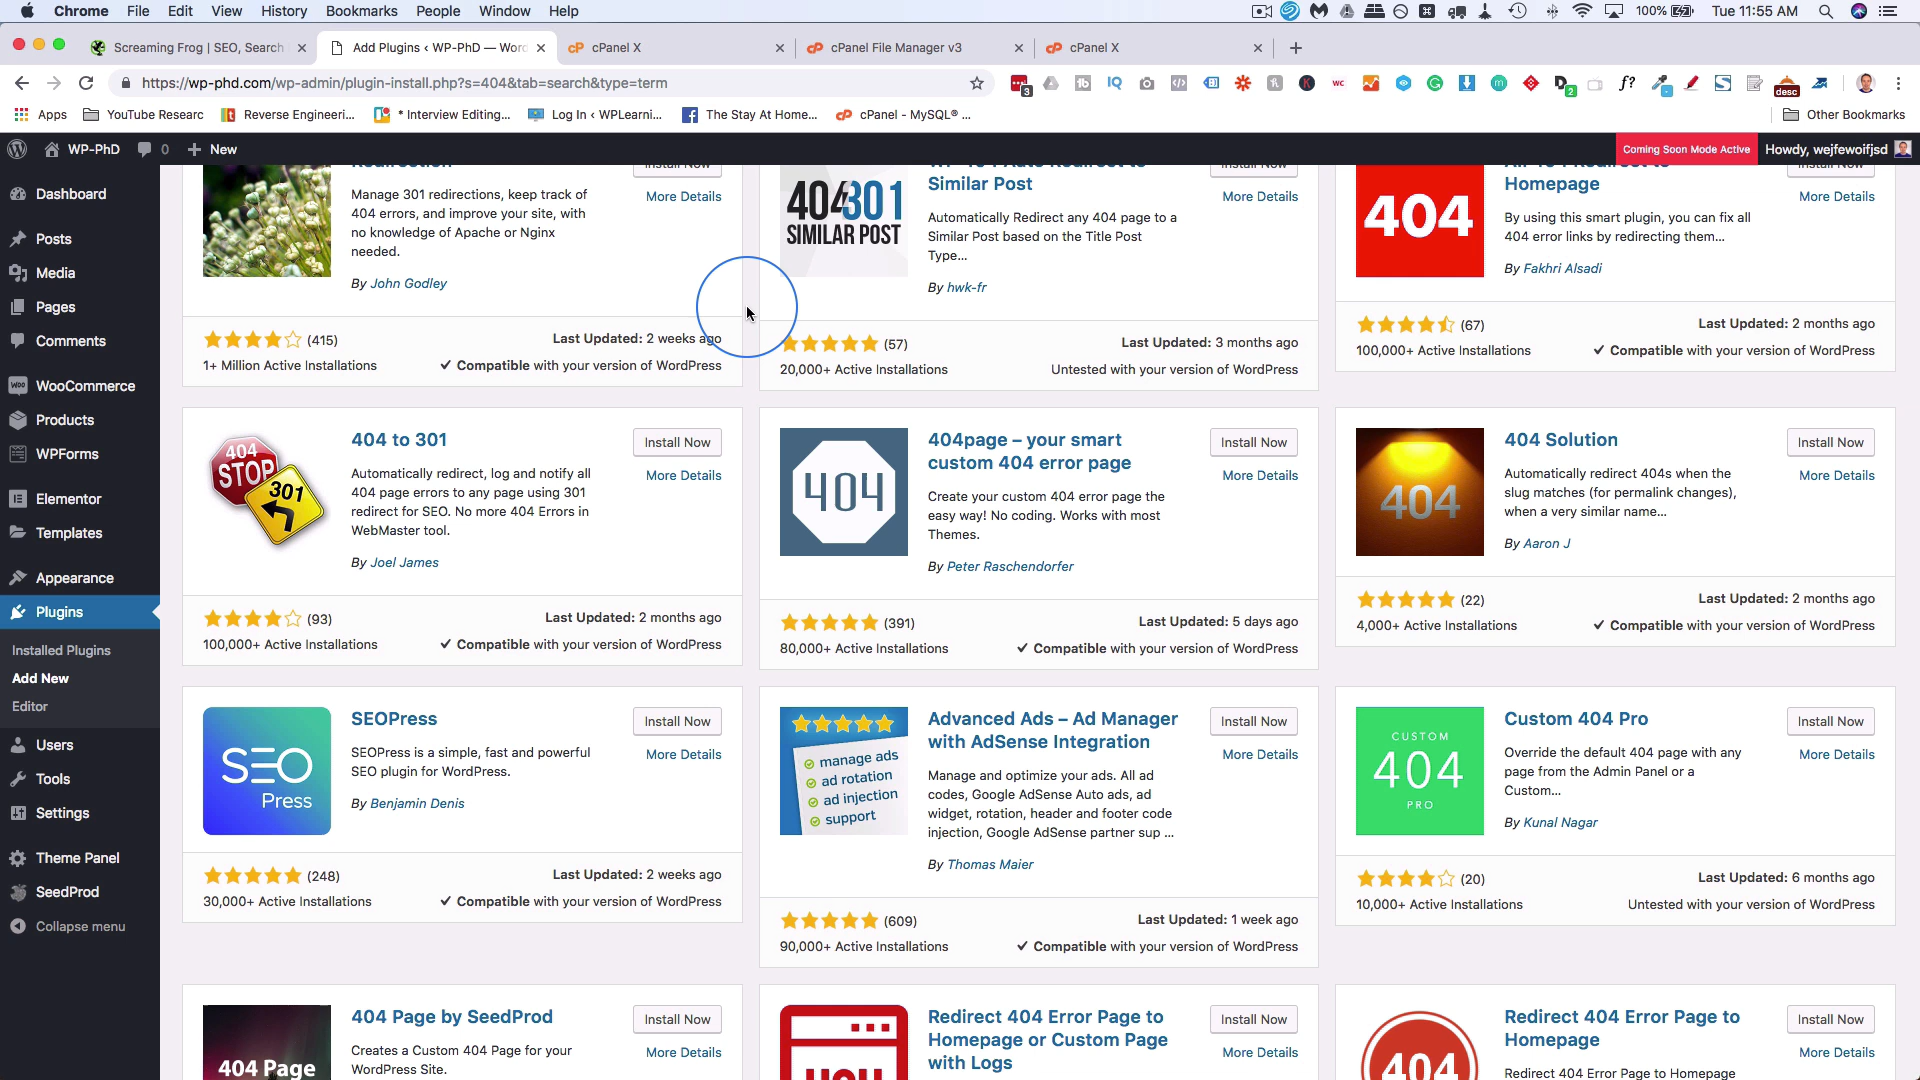 Chrome File Edit View History Bookmarks People Window Help
100% Tue 11:55 AM
Screaming Frog | SEO, Search
Add Plugins ‹ WP-PhD — Wor
cPanel X
cPanel File Manager v3
cPanel X
https://wp-phd.com/wp-admin/plugin-install.php?s=404&tab=search&type=term
Apps
YouTube Researc
Reverse Engineeri...
* Interview Editing...
Log In ‹ WPLearni...
The Stay At Home...
cPanel - MySQL® ...
Other Bookmarks
WP-PhD
0
New
Coming Soon Mode Active
Howdy, wejfewoifjsd
Dashboard
Posts
Media
Pages
Comments
WooCommerce
Products
WPForms
Elementor
Templates
Appearance
Plugins
Installed Plugins
Add New
Editor
Users
Tools
Settings
Theme Panel
SeedProd
Collapse menu
Redirection
Install Now
More Details
Manage 301 redirections, keep track of
404 errors, and improve your site, with
no knowledge of Apache or Nginx
needed.
By John Godley
(415)
Last Updated: 2 weeks ago
1+ Million Active Installations
Compatible with your version of WordPress
404 301
SIMILAR POST
Similar Post
Install Now
More Details
Automatically Redirect any 404 page to a
Similar Post based on the Title Post
Type...
By hwk-fr
(57)
Last Updated: 3 months ago
20,000+ Active Installations
Untested with your version of WordPress
404
All 404 Redirect to
Homepage
Install Now
More Details
By using this smart plugin, you can fix all
404 error links by redirecting them...
By Fakhri Alsadi
(67)
Last Updated: 2 months ago
100,000+ Active Installations
Compatible with your version of WordPress
404
STOP
301
404 to 301
Install Now
More Details
Automatically redirect, log and notify all
404 page errors to any page using 301
redirect for SEO. No more 404 Errors in
WebMaster tool.
By Joel James
(93)
Last Updated: 2 months ago
100,000+ Active Installations
Compatible with your version of WordPress
404
404page – your smart
custom 404 error page
Install Now
More Details
Create your custom 404 error page the
easy way! No coding. Works with most
Themes.
By Peter Raschendorfer
(391)
Last Updated: 5 days ago
80,000+ Active Installations
Compatible with your version of WordPress
404
404 Solution
Install Now
More Details
Automatically redirect 404s when the
slug matches (for permalink changes),
when a very similar name...
By Aaron J
(22)
Last Updated: 2 months ago
4,000+ Active Installations
Compatible with your version of WordPress
SEO
Press
SEOPress
Install Now
More Details
SEOPress is a simple, fast and powerful
SEO plugin for WordPress.
By Benjamin Denis
(248)
Last Updated: 2 weeks ago
30,000+ Active Installations
Compatible with your version of WordPress
manage ads
ad rotation
ad injection
support
Advanced Ads – Ad Manager
with AdSense Integration
Install Now
More Details
Manage and optimize your ads. All ad
codes, Google AdSense Auto ads, ad
widget, rotation, header and footer code
injection, Google AdSense partner sup ...
By Thomas Maier
(609)
Last Updated: 1 week ago
90,000+ Active Installations
Compatible with your version of WordPress
CUSTOM
404
PRO
Custom 404 Pro
Install Now
More Details
Override the default 404 page with any
page from the Admin Panel or a
Custom...
By Kunal Nagar
(20)
Last Updated: 6 months ago
10,000+ Active Installations
Untested with your version of WordPress
404 Page
404 Page by SeedProd
Install Now
More Details
Creates a Custom 404 Page for your
WordPress Site.
Redirect 404 Error Page to
Homepage or Custom Page
with Logs
Install Now
More Details
404
Redirect 404 Error Page to
Homepage
Install Now
More Details
Redirect 404 Error Page to Homepage